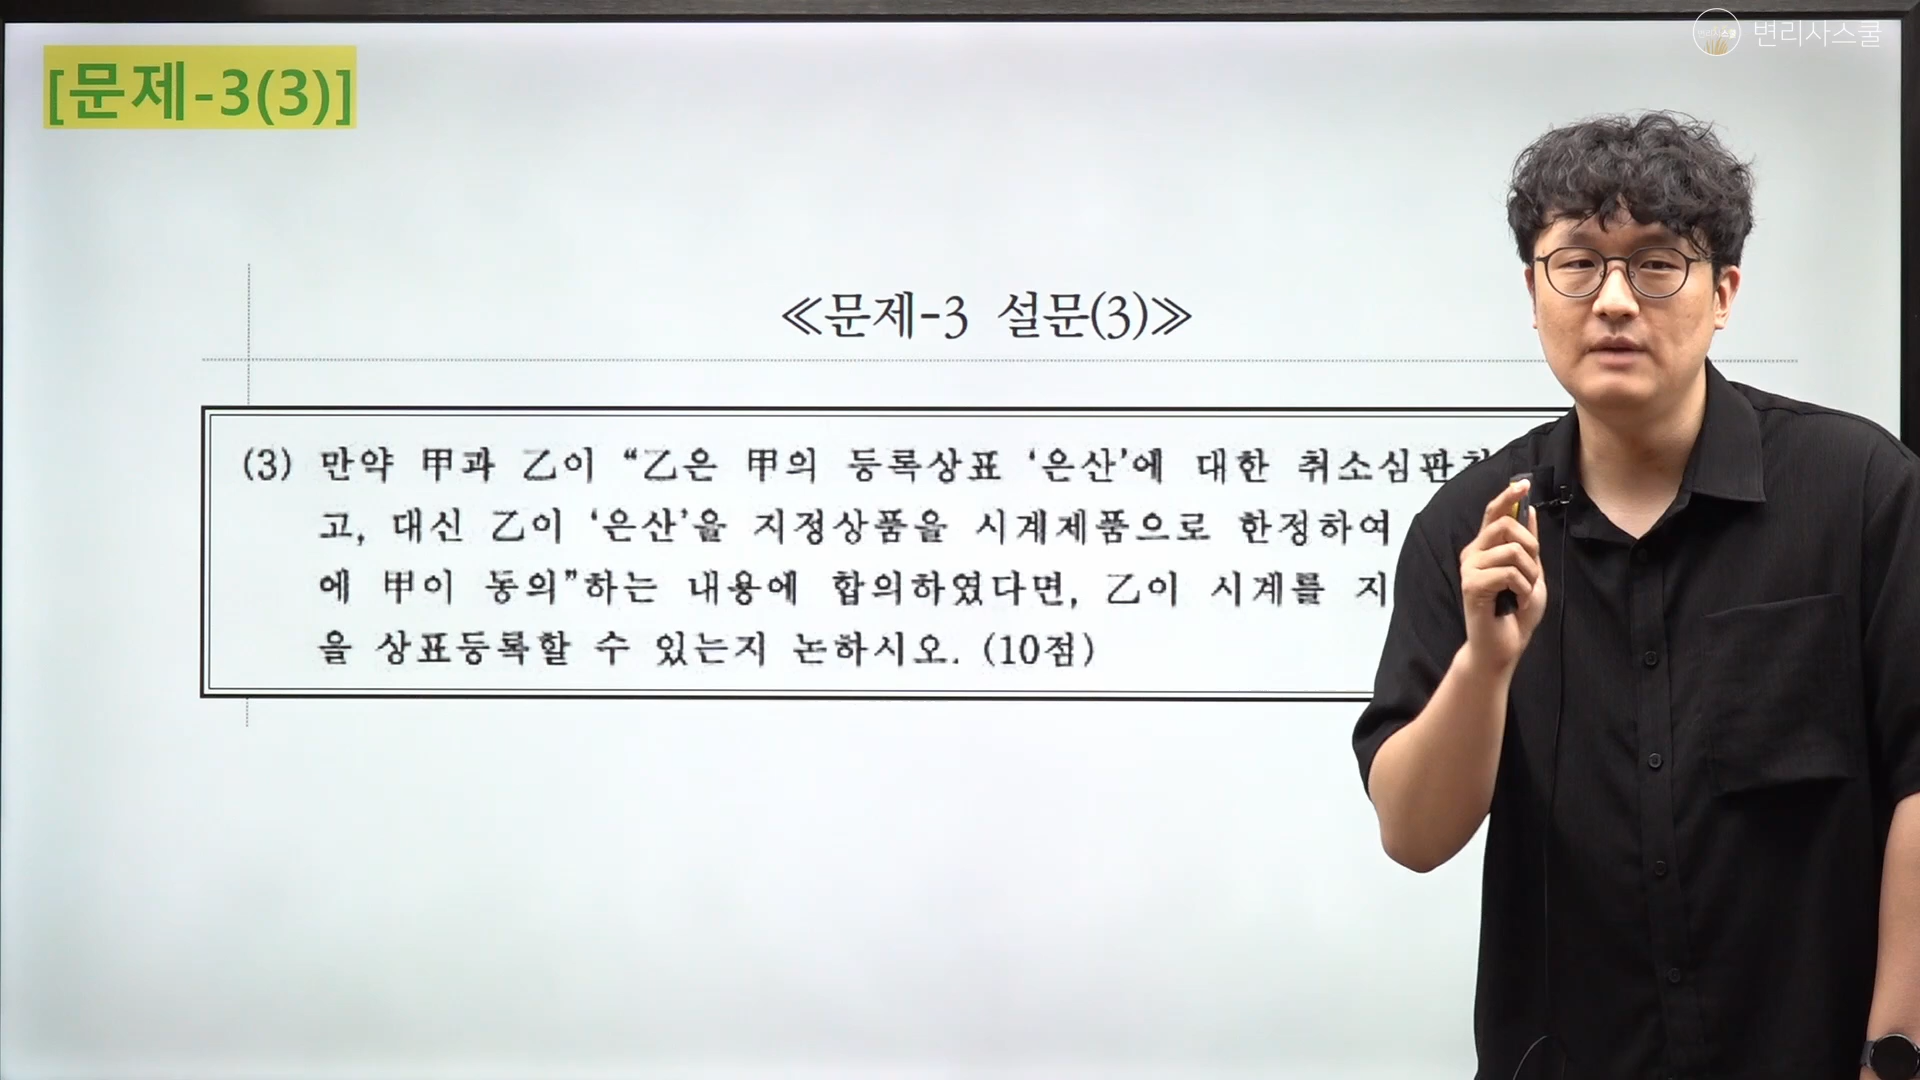 변리사스쿨
[문제-3(3)]
≪문제-3 설문(3)≫
(3) 만약 甲과 乙이 “乙은 甲의 등록상표 ‘은산’에 대한 취소심판
고, 대신 乙이 ‘은산’을 지정상품을 시계제품으로 한정하여
에 甲이 동의”하는 내용에 합의하였다면, 乙이 시계를 지
을 상표등록할 수 있는지 논하시오. (10점)